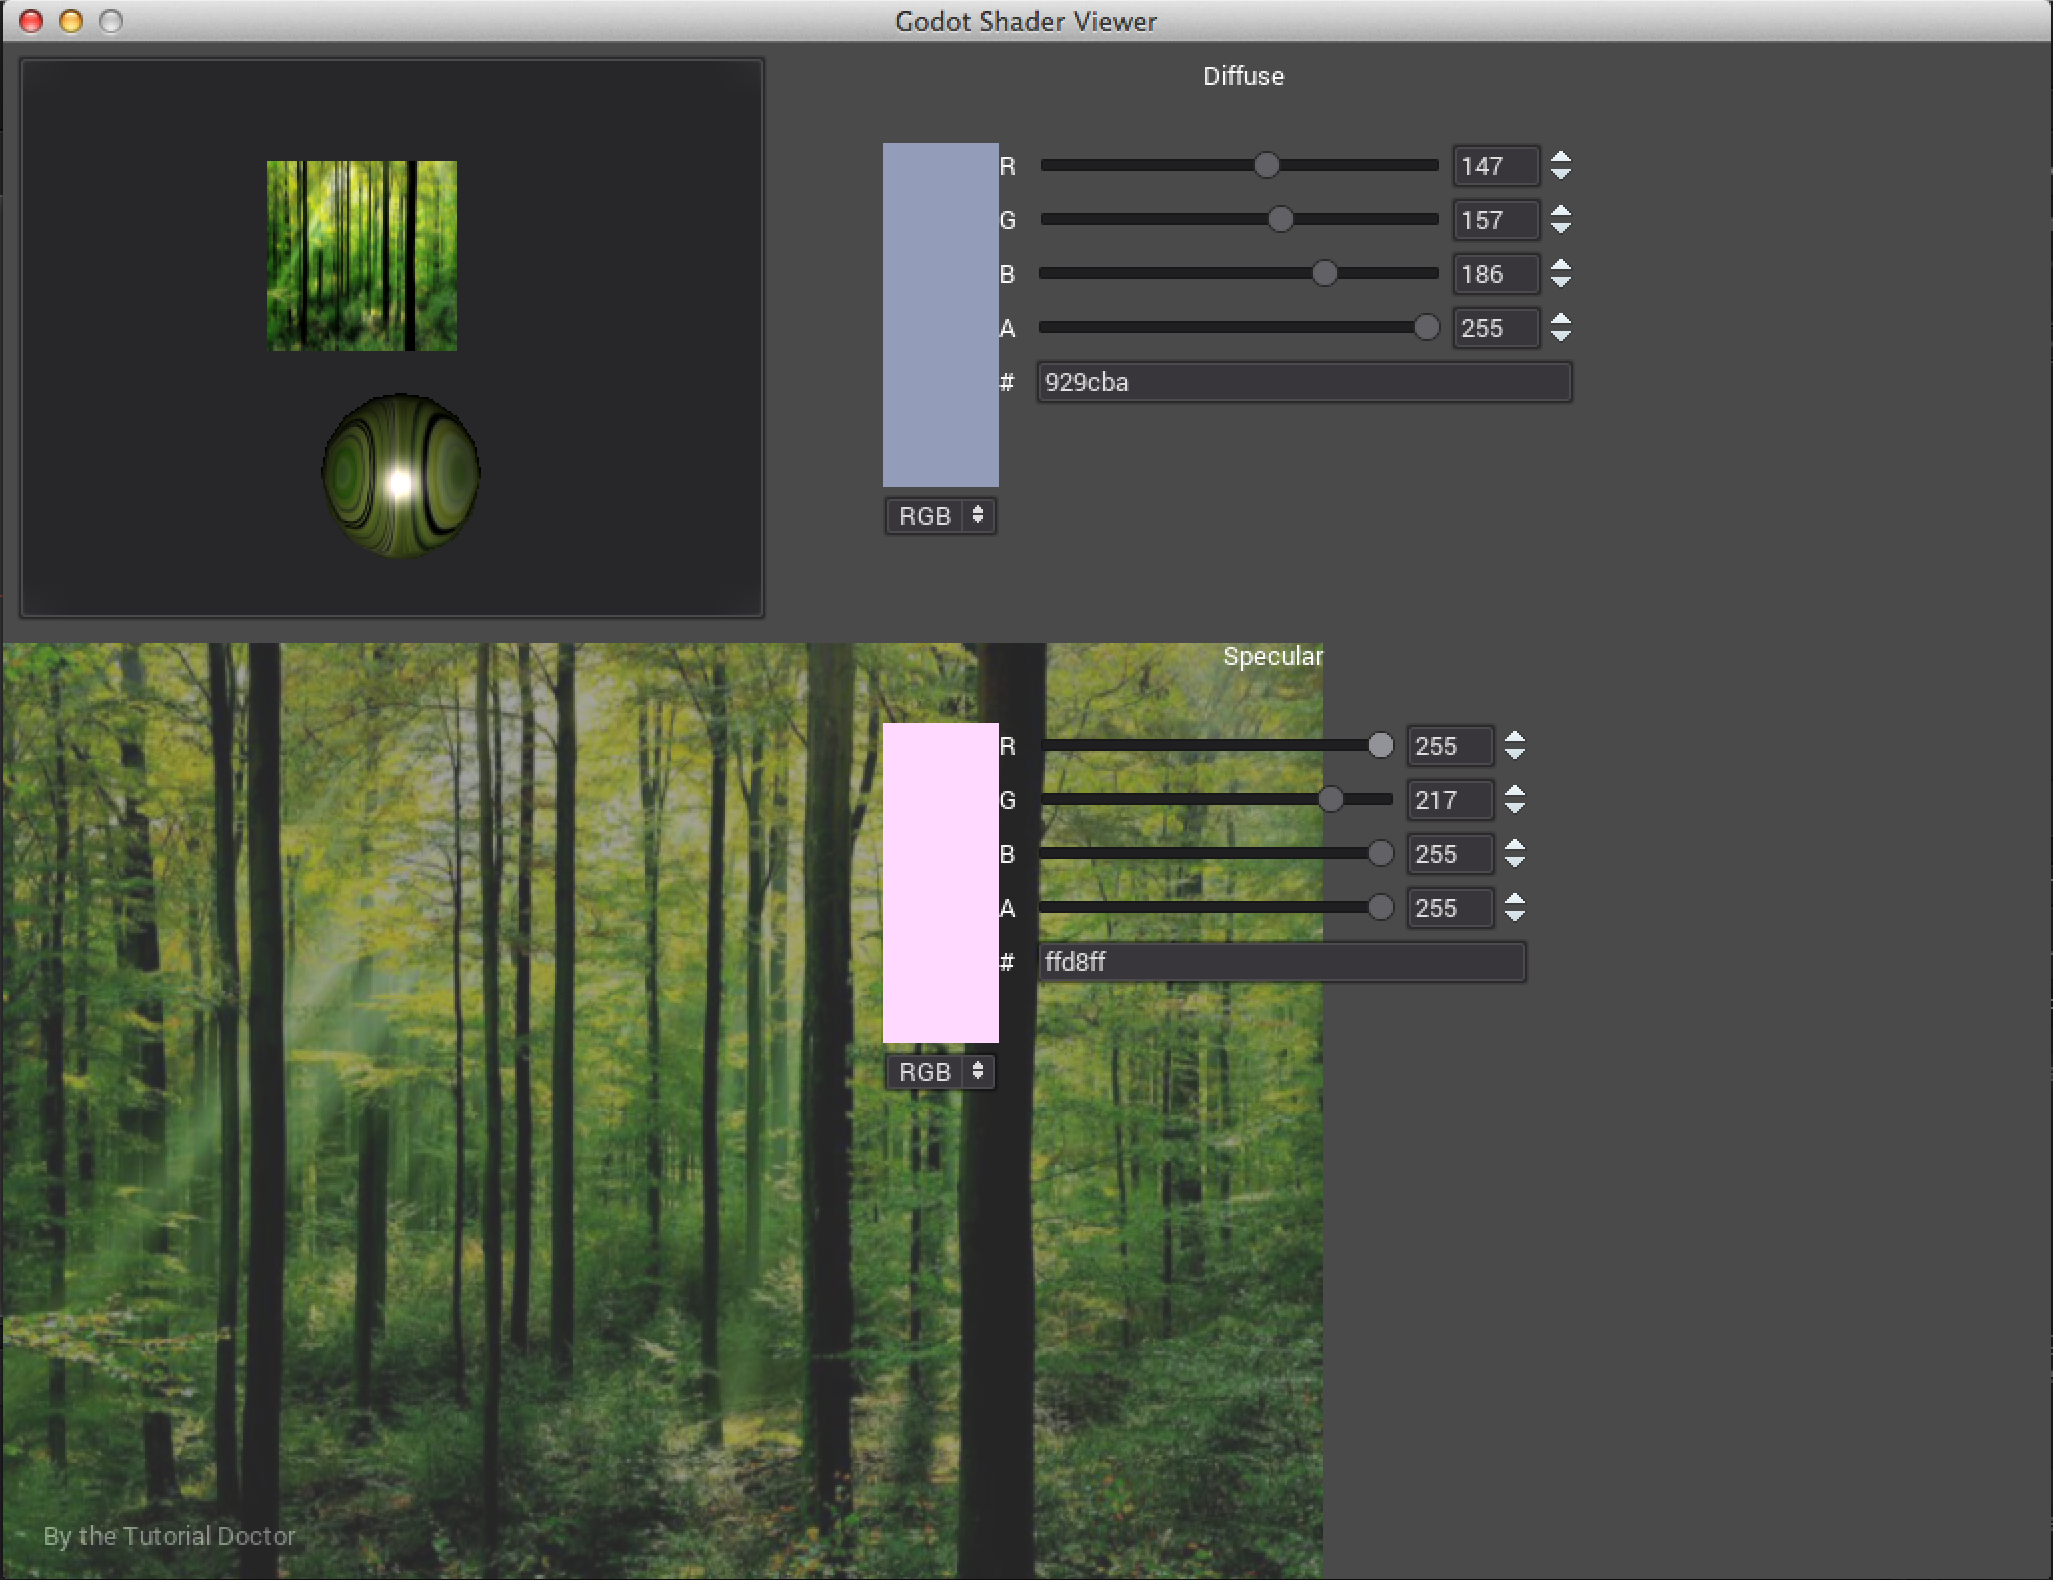 Godot Shader Viewer
Diffuse
R 147
G 157
B 186
A 255
# 929cba
RGB
Specular
R 255
G 217
B 255
A 255
# ffd8ff
RGB
By the Tutorial Doctor